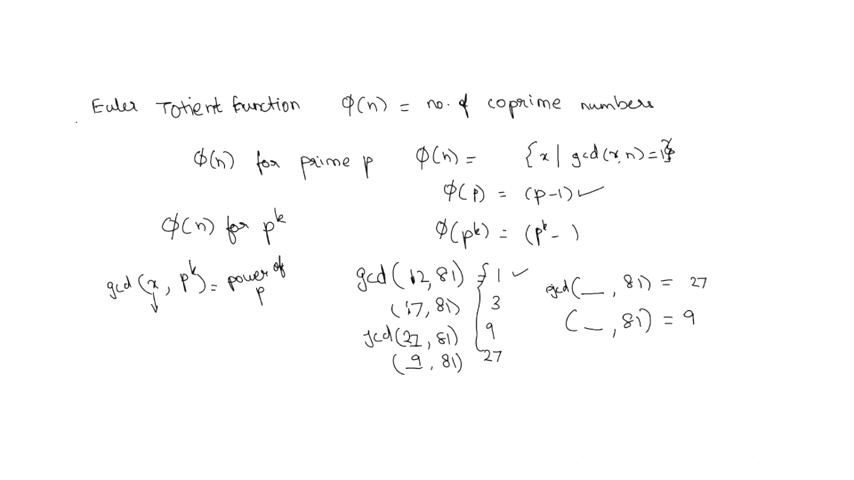 Euler Totient Function φ(n) = no. of coprime numbers
φ(n) for prime p φ(n) = {x | gcd(x, n) = 1}
φ(p) = (p-1) ✓
φ(n) for p^k φ(p^k) = (p^k - )
gcd(x, p^k) = power of p
gcd(12, 81) = { 1 ✓
(17, 81) 3
gcd(27, 81) 9
(9, 81) 27
gcd(__, 81) = 27
(__, 81) = 9